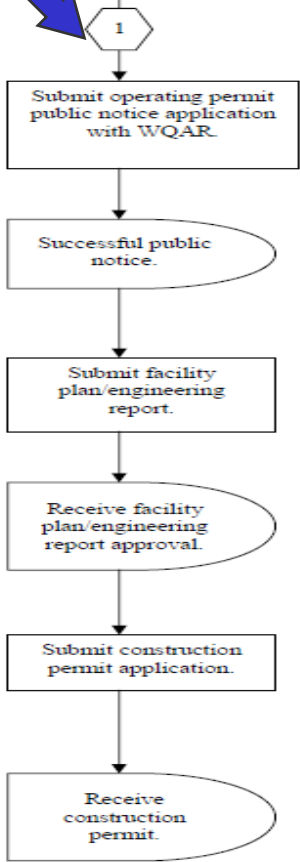 1
Submit operating permit
public notice application
with WQAR.
Successful public
notice.
Submit facility
plan/engineering
report.
Receive facility
plan/engineering
report approval.
Submit construction
permit application.
Receive
construction
permit.